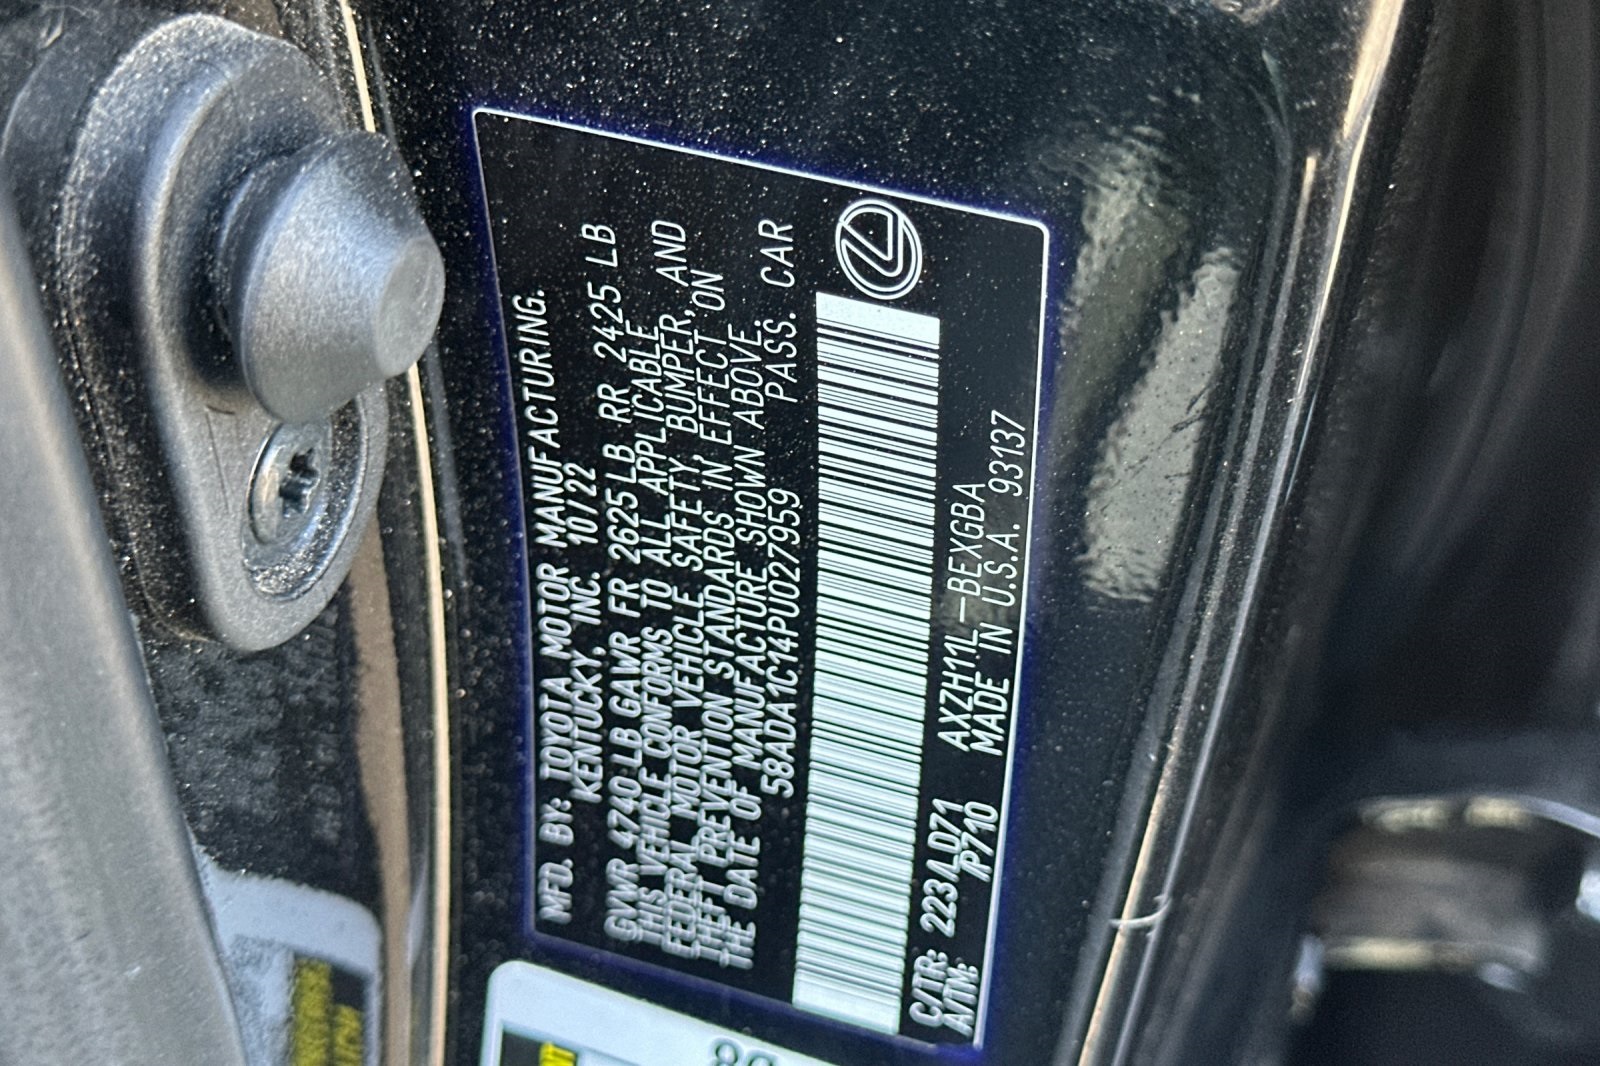 MFD. BY: TOYOTA MOTOR MANUFACTURING.
KENTUCKY, INC. 10/22
GVWR 4740 LB GAWR FR 2625 LB RR 2425 LB
THIS VEHICLE CONFORMS TO ALL APPLICABLE
FEDERAL MOTOR VEHICLE SAFETY, BUMPER, AND
THEFT PREVENTION STANDARDS IN EFFECT ON
THE DATE OF MANUFACTURE SHOWN ABOVE.
58ADA1C14PU027959 PASS. CAR
C/TR: 223/LD71 AXZH11L-BEXGBA
A/TM: /P710 MADE IN U.S.A. 93137